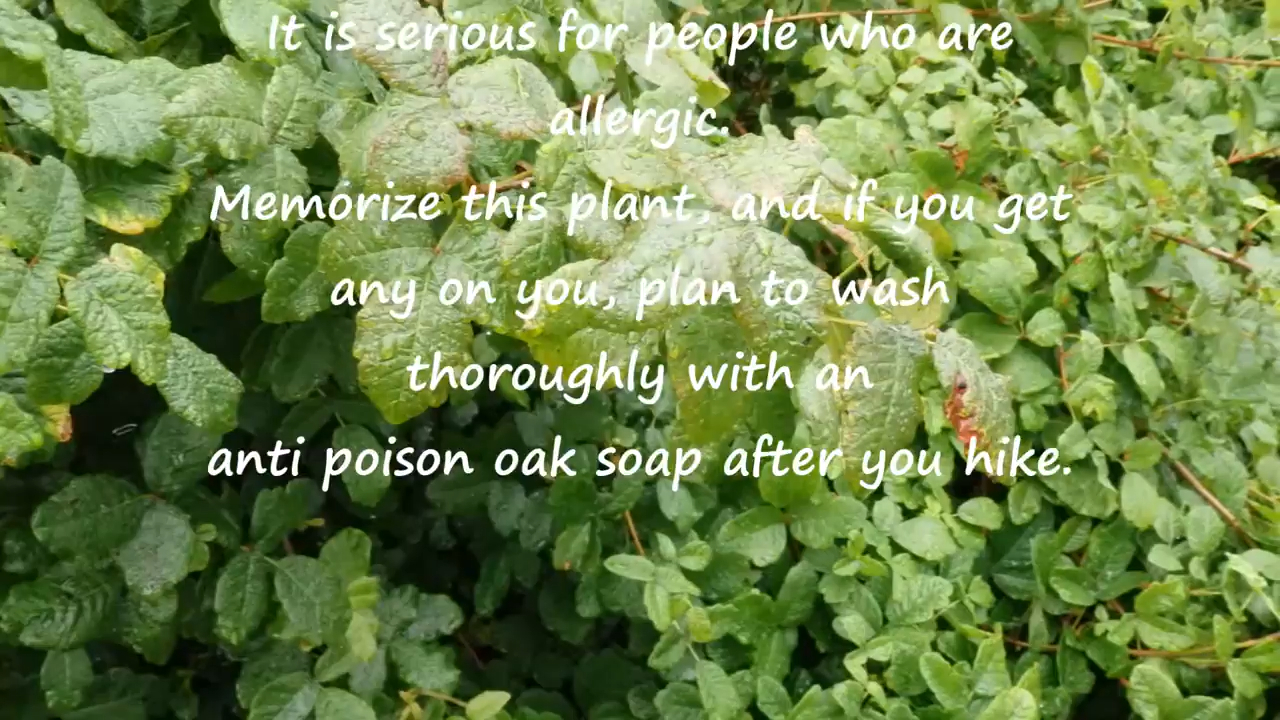 It is serious for people who are
allergic.
Memorize this plant, and if you get
any on you, plan to wash
thoroughly with an
anti poison oak soap after you hike.